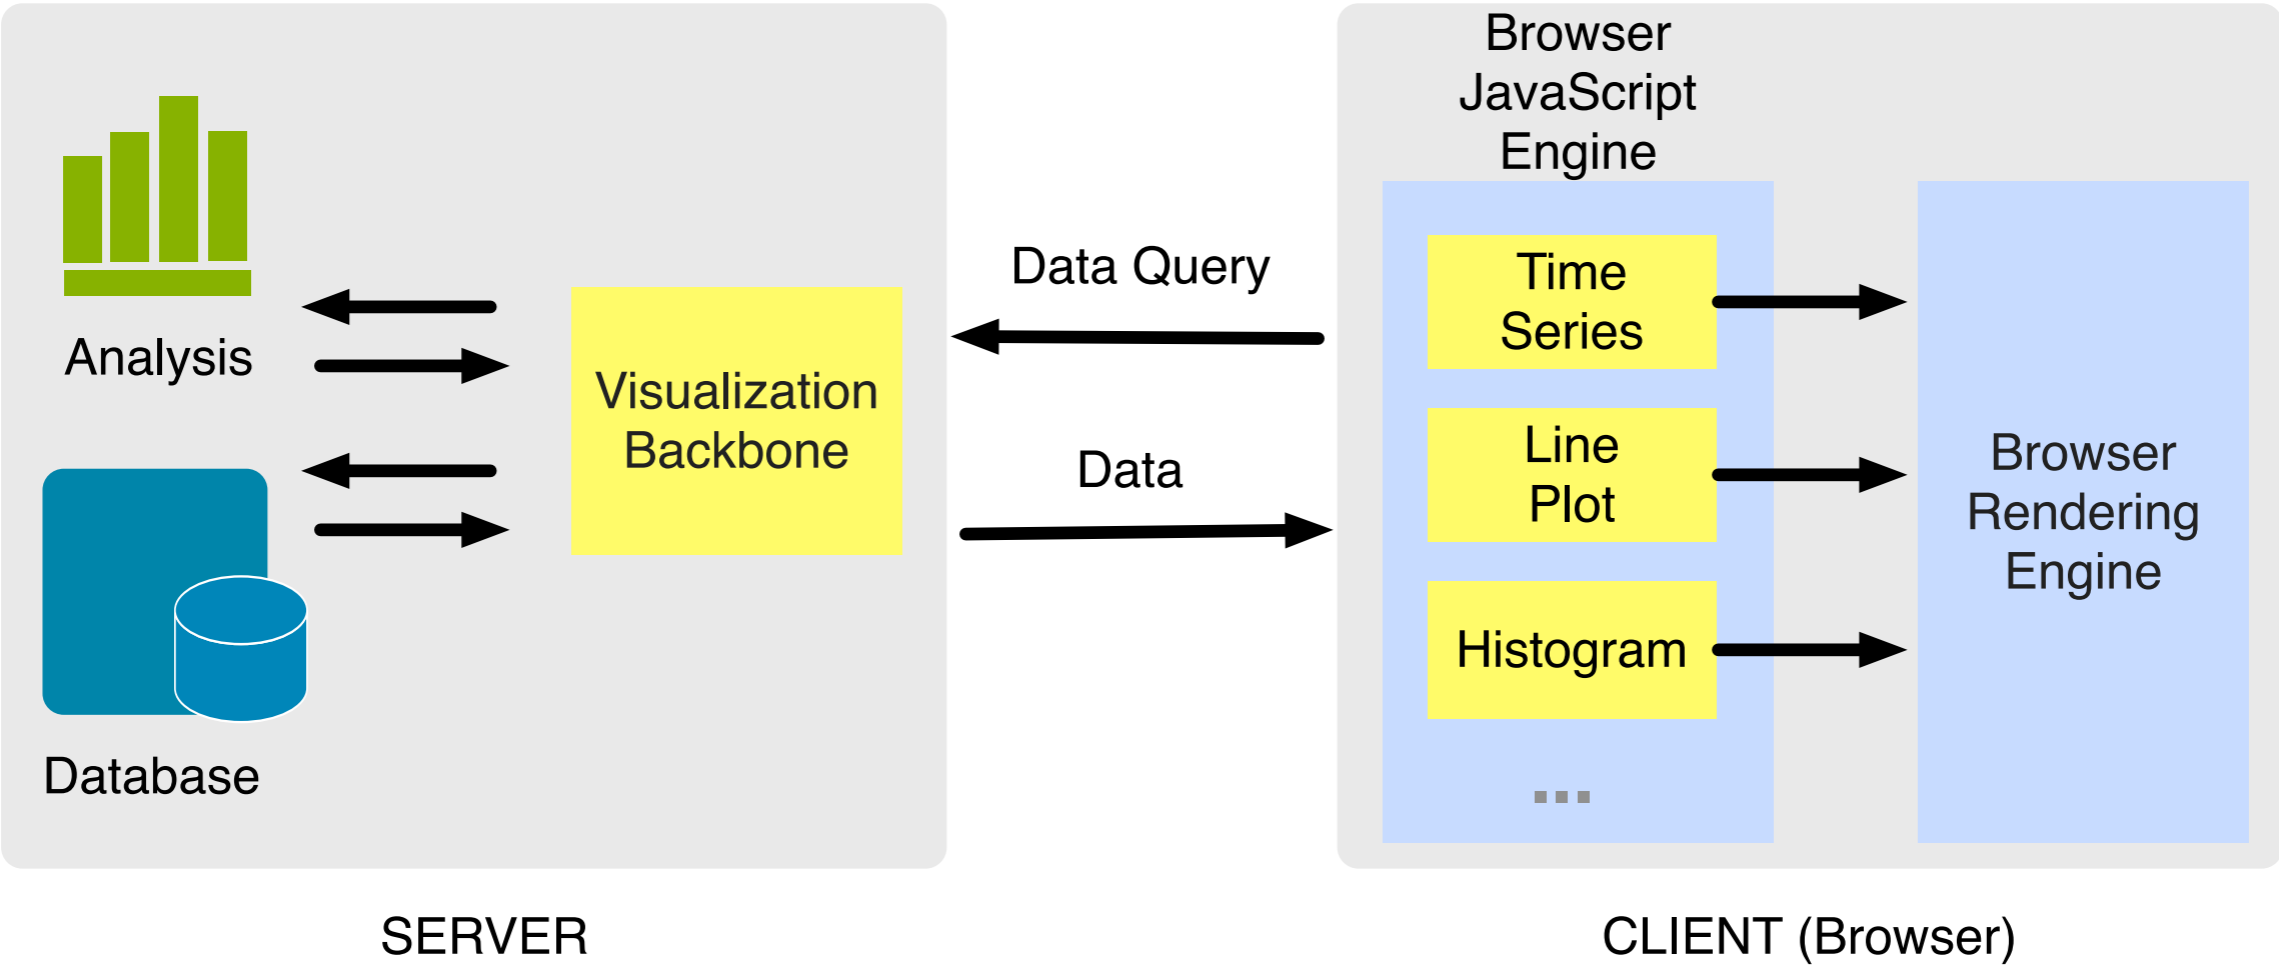 Analysis
Database
Visualization
Backbone
SERVER
Data Query
Data
Browser
JavaScript
Engine
Time
Series
Line
Plot
Histogram
...
Browser
Rendering
Engine
CLIENT (Browser)